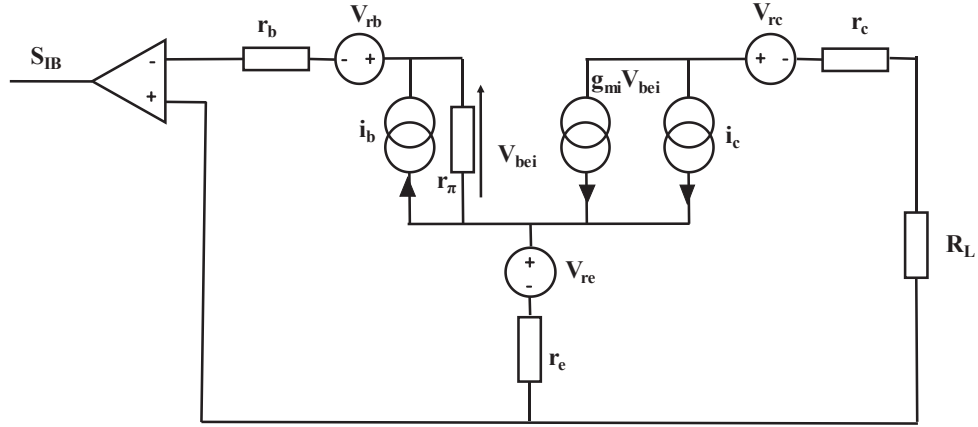 V_rb
V_rc
r_b
r_c
S_IB
-
+
- +
+ -
g_mi V_bei
i_b
V_bei
i_c
r_π
R_L
+
-
V_re
r_e